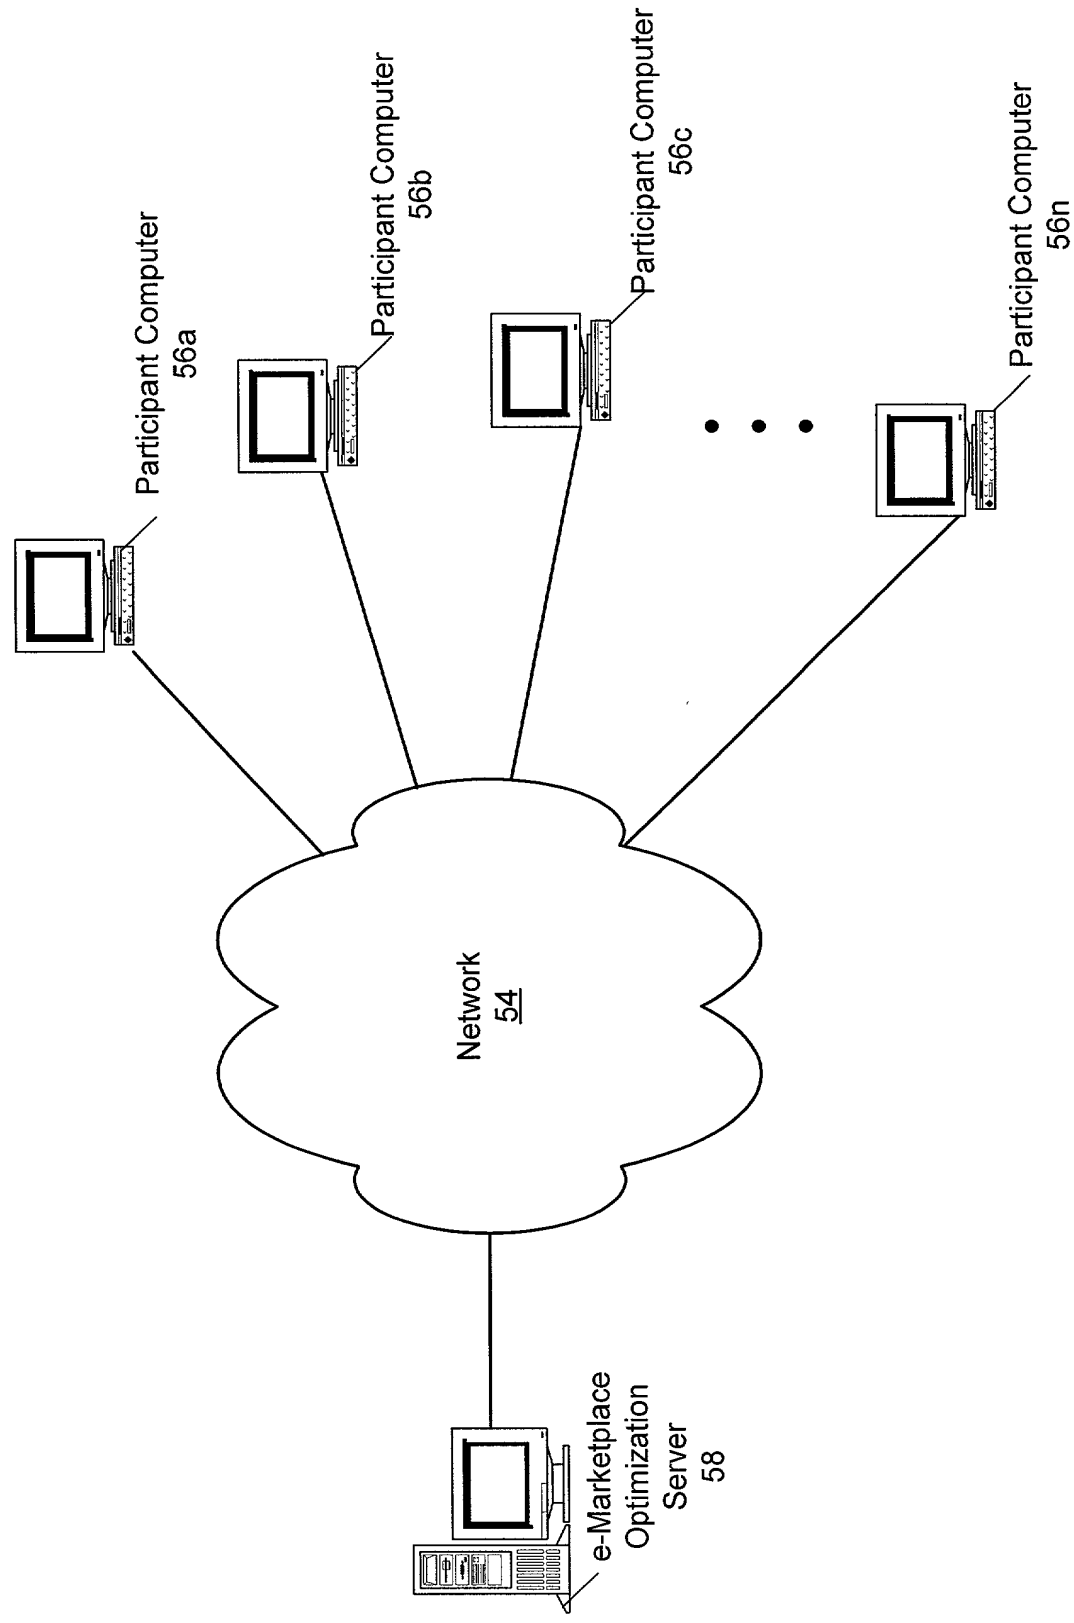 Participant Computer
56a
Participant Computer
56b
Participant Computer
56c
Participant Computer
56n
Network
54
e-Marketplace
Optimization
Server
58